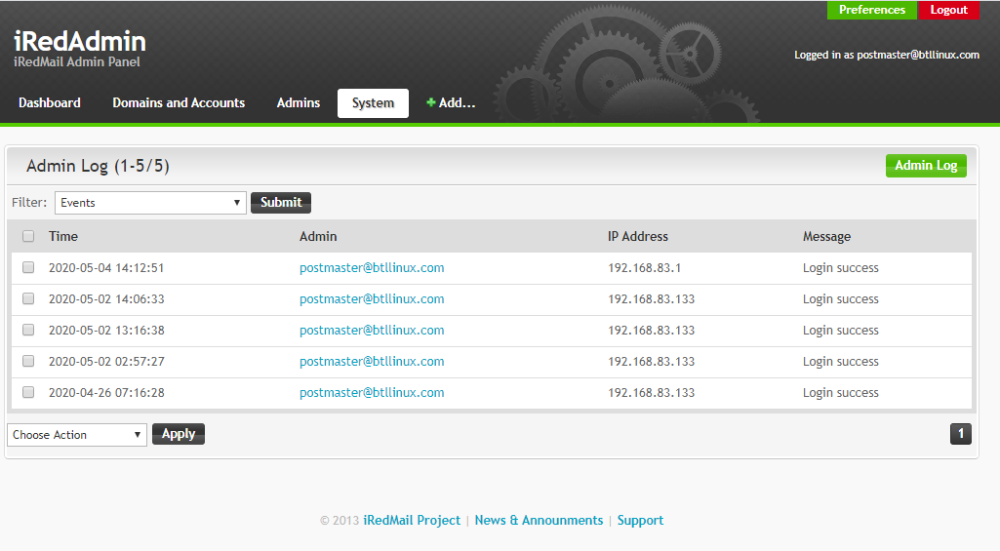 Preferences Logout
iRedAdmin
iRedMail Admin Panel
Logged in as postmaster@btllinux.com
Dashboard Domains and Accounts Admins System Add...
Admin Log (1-5/5) Admin Log
Filter: Events Submit
Time Admin IP Address Message
2020-05-04 14:12:51 postmaster@btllinux.com 192.168.83.1 Login success
2020-05-02 14:06:33 postmaster@btllinux.com 192.168.83.133 Login success
2020-05-02 13:16:38 postmaster@btllinux.com 192.168.83.133 Login success
2020-05-02 02:57:27 postmaster@btllinux.com 192.168.83.133 Login success
2020-04-26 07:16:28 postmaster@btllinux.com 192.168.83.133 Login success
Choose Action Apply 1
© 2013 iRedMail Project | News & Announments | Support